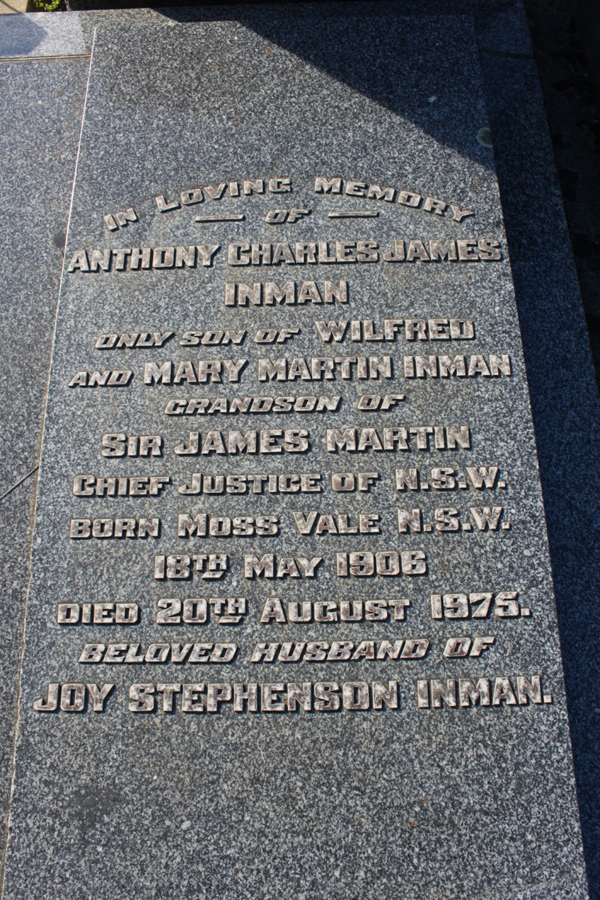 IN LOVING MEMORY
OF
ANTHONY CHARLES JAMES
INMAN
ONLY SON OF WILFRED
AND MARY MARTIN INMAN
GRANDSON OF
SIR JAMES MARTIN
CHIEF JUSTICE OF N.S.W.
BORN MOSS VALE N.S.W.
18TH MAY 1906
DIED 20TH AUGUST 1975.
BELOVED HUSBAND OF
JOY STEPHENSON INMAN.